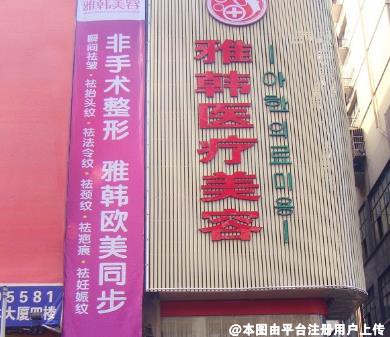 雅韩美容
非手术整形 雅韩欧美同步
瞬间祛皱·祛抬头纹·祛法令纹·祛颈纹·祛疤痕·祛妊娠纹
雅韩医疗美容
아한의료미용
5581
大厦四楼
@本图由平台注册用户上传